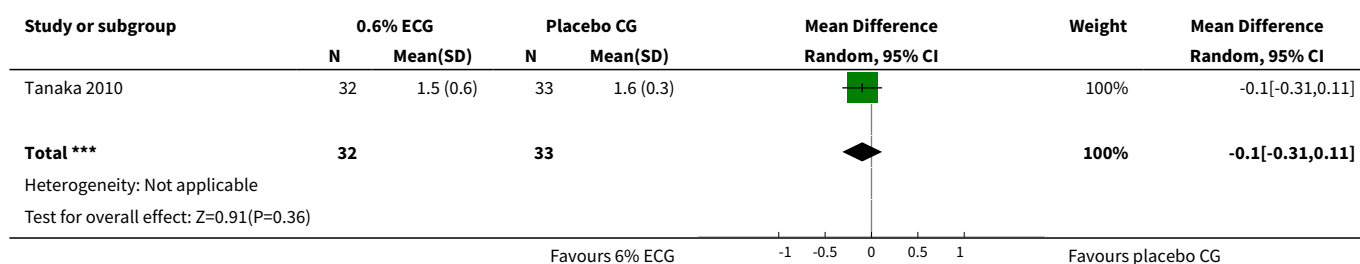 Study or subgroup 0.6% ECG Placebo CG Mean Difference Weight Mean Difference
N Mean(SD) N Mean(SD) Random, 95% CI Random, 95% CI
Tanaka 2010 32 1.5 (0.6) 33 1.6 (0.3) 100% -0.1[-0.31,0.11]
Total *** 32 33 100% -0.1[-0.31,0.11]
Heterogeneity: Not applicable
Test for overall effect: Z=0.91(P=0.36)
Favours 6% ECG -1 -0.5 0 0.5 1 Favours placebo CG